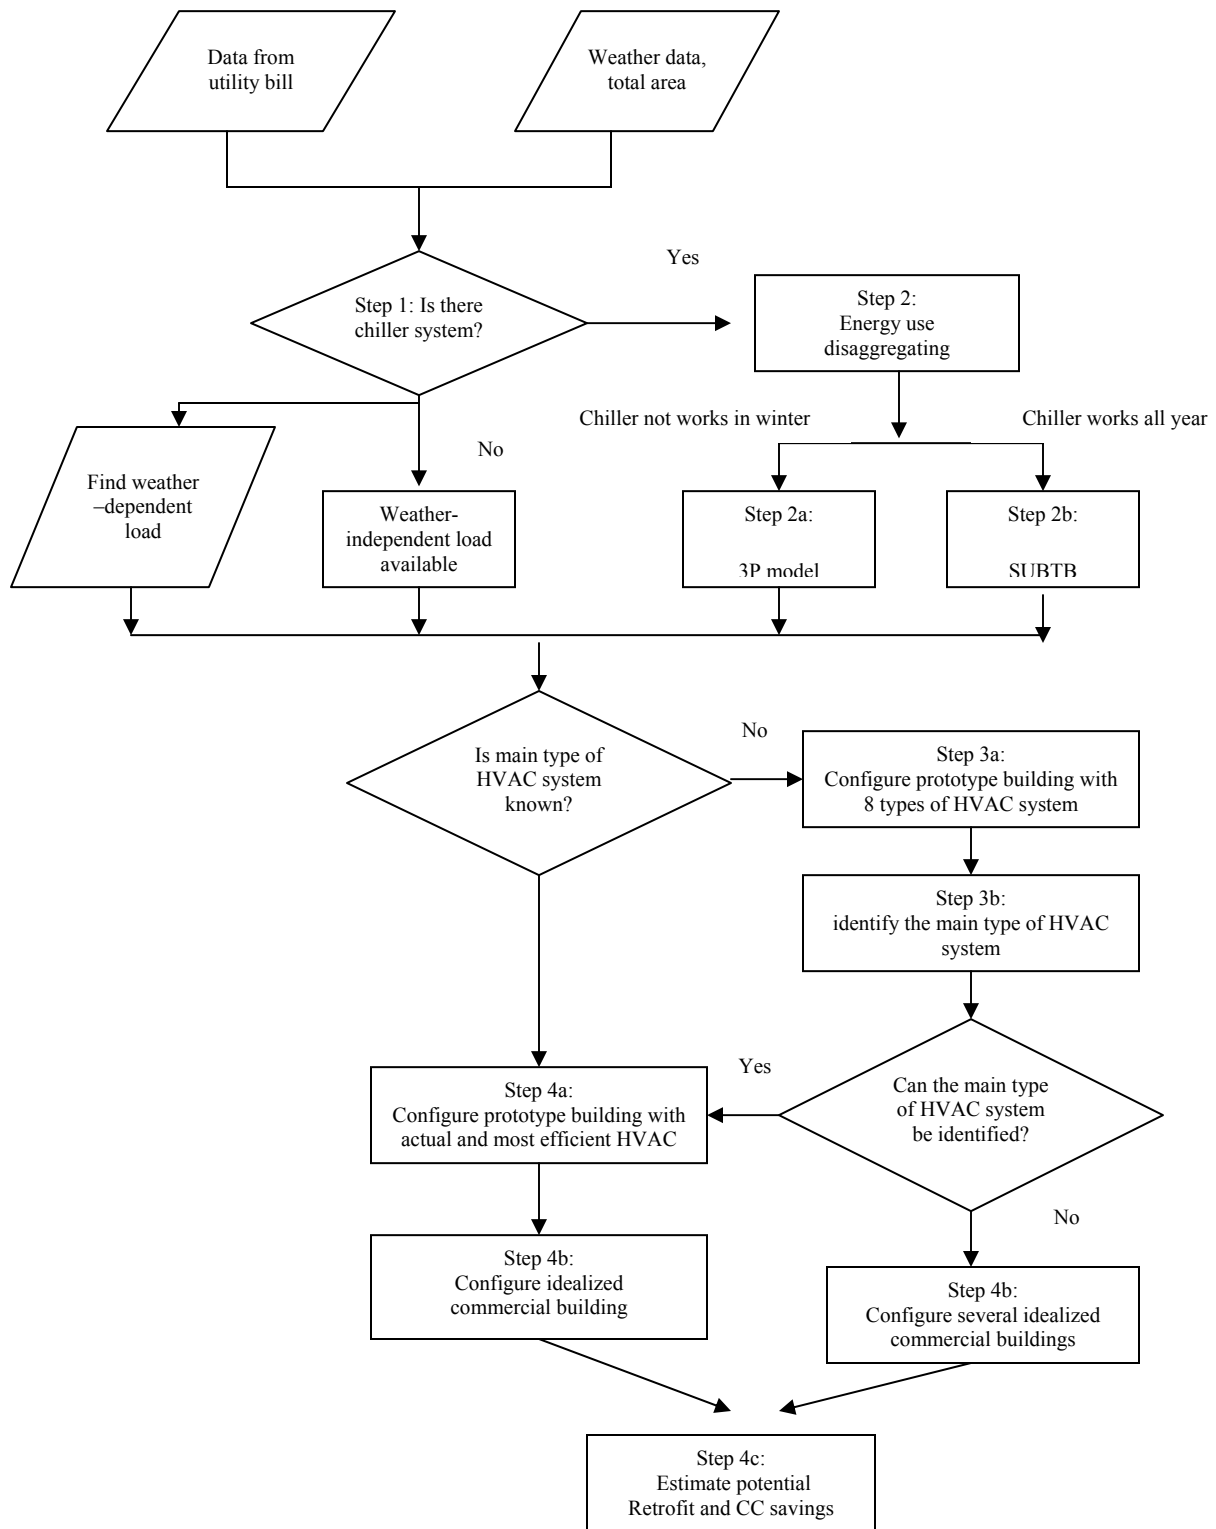 Data from
utility bill
Weather data,
total area
Yes
Step 1: Is there
chiller system?
Step 2:
Energy use
disaggregating
Chiller not works in winter
Chiller works all year
No
Find weather
–dependent
load
Weather-
independent load
available
Step 2a:
3P model
Step 2b:
SUBTB
Is main type of
HVAC system
known?
No
Step 3a:
Configure prototype building with
8 types of HVAC system
Step 3b:
identify the main type of HVAC
system
Yes
Can the main type
of HVAC system
be identified?
Step 4a:
Configure prototype building with
actual and most efficient HVAC
No
Step 4b:
Configure idealized
commercial building
Step 4b:
Configure several idealized
commercial buildings
Step 4c:
Estimate potential
Retrofit and CC savings